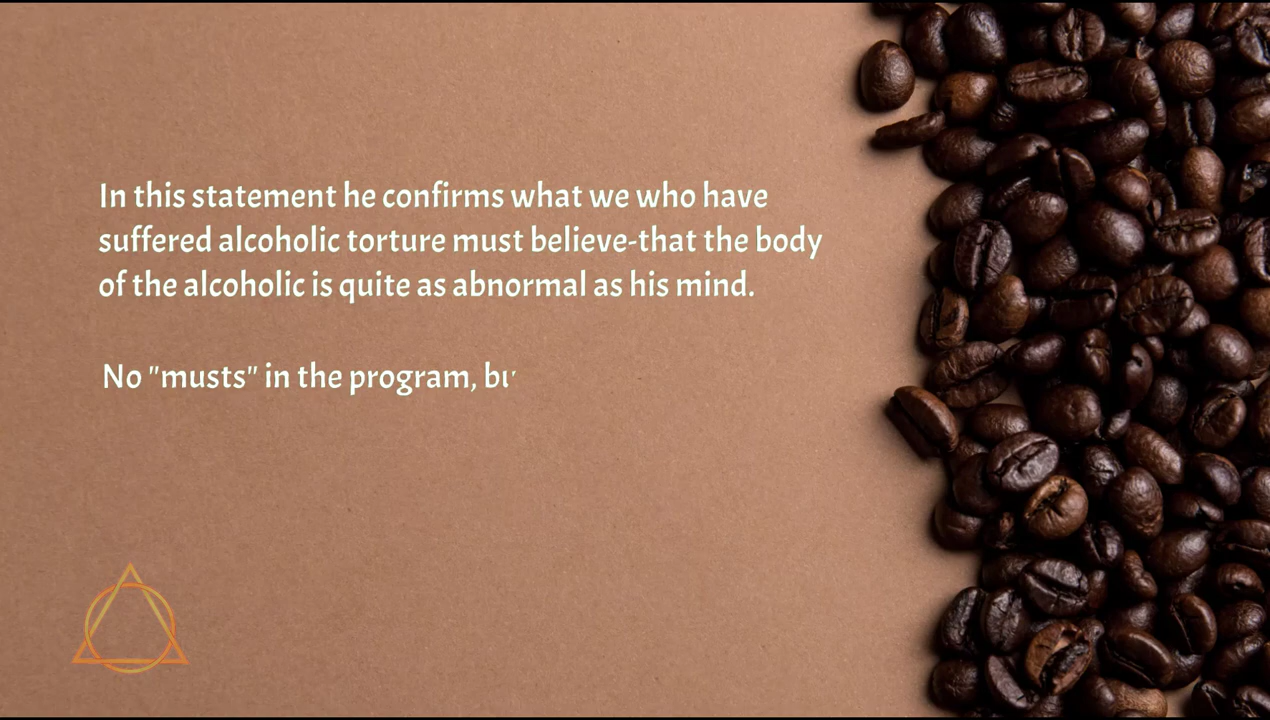 In this statement he confirms what we who have
suffered alcoholic torture must believe-that the body
of the alcoholic is quite as abnormal as his mind.
No "musts" in the program,